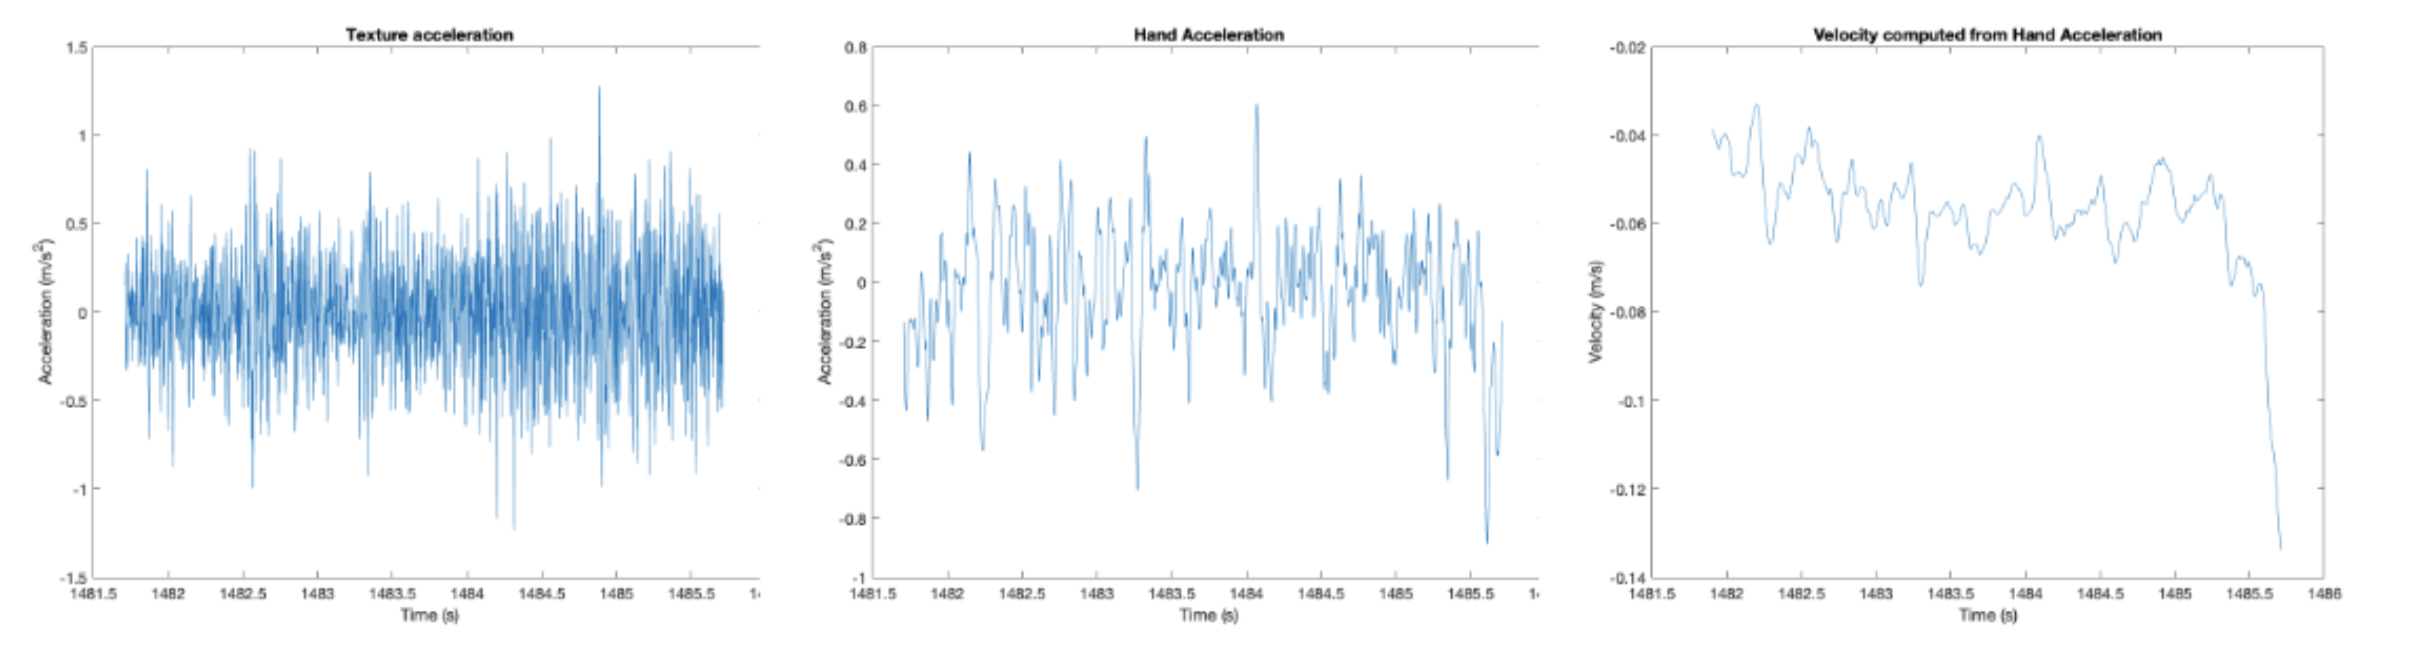 Texture acceleration
1.5
1
0.5
0
-0.5
-1
-1.5
Acceleration (m/s²)
1481.5 1482 1482.5 1483 1483.5 1484 1484.5 1485 1485.5
Time (s)
Hand Acceleration
0.8
0.6
0.4
0.2
0
-0.2
-0.4
-0.6
-0.8
-1
Acceleration (m/s²)
1481.5 1482 1482.5 1483 1483.5 1484 1484.5 1485 1485.5
Time (s)
Velocity computed from Hand Acceleration
-0.02
-0.04
-0.06
-0.08
-0.1
-0.12
-0.14
Velocity (m/s)
1481.5 1482 1482.5 1483 1483.5 1484 1484.5 1485 1485.5 1486
Time (s)